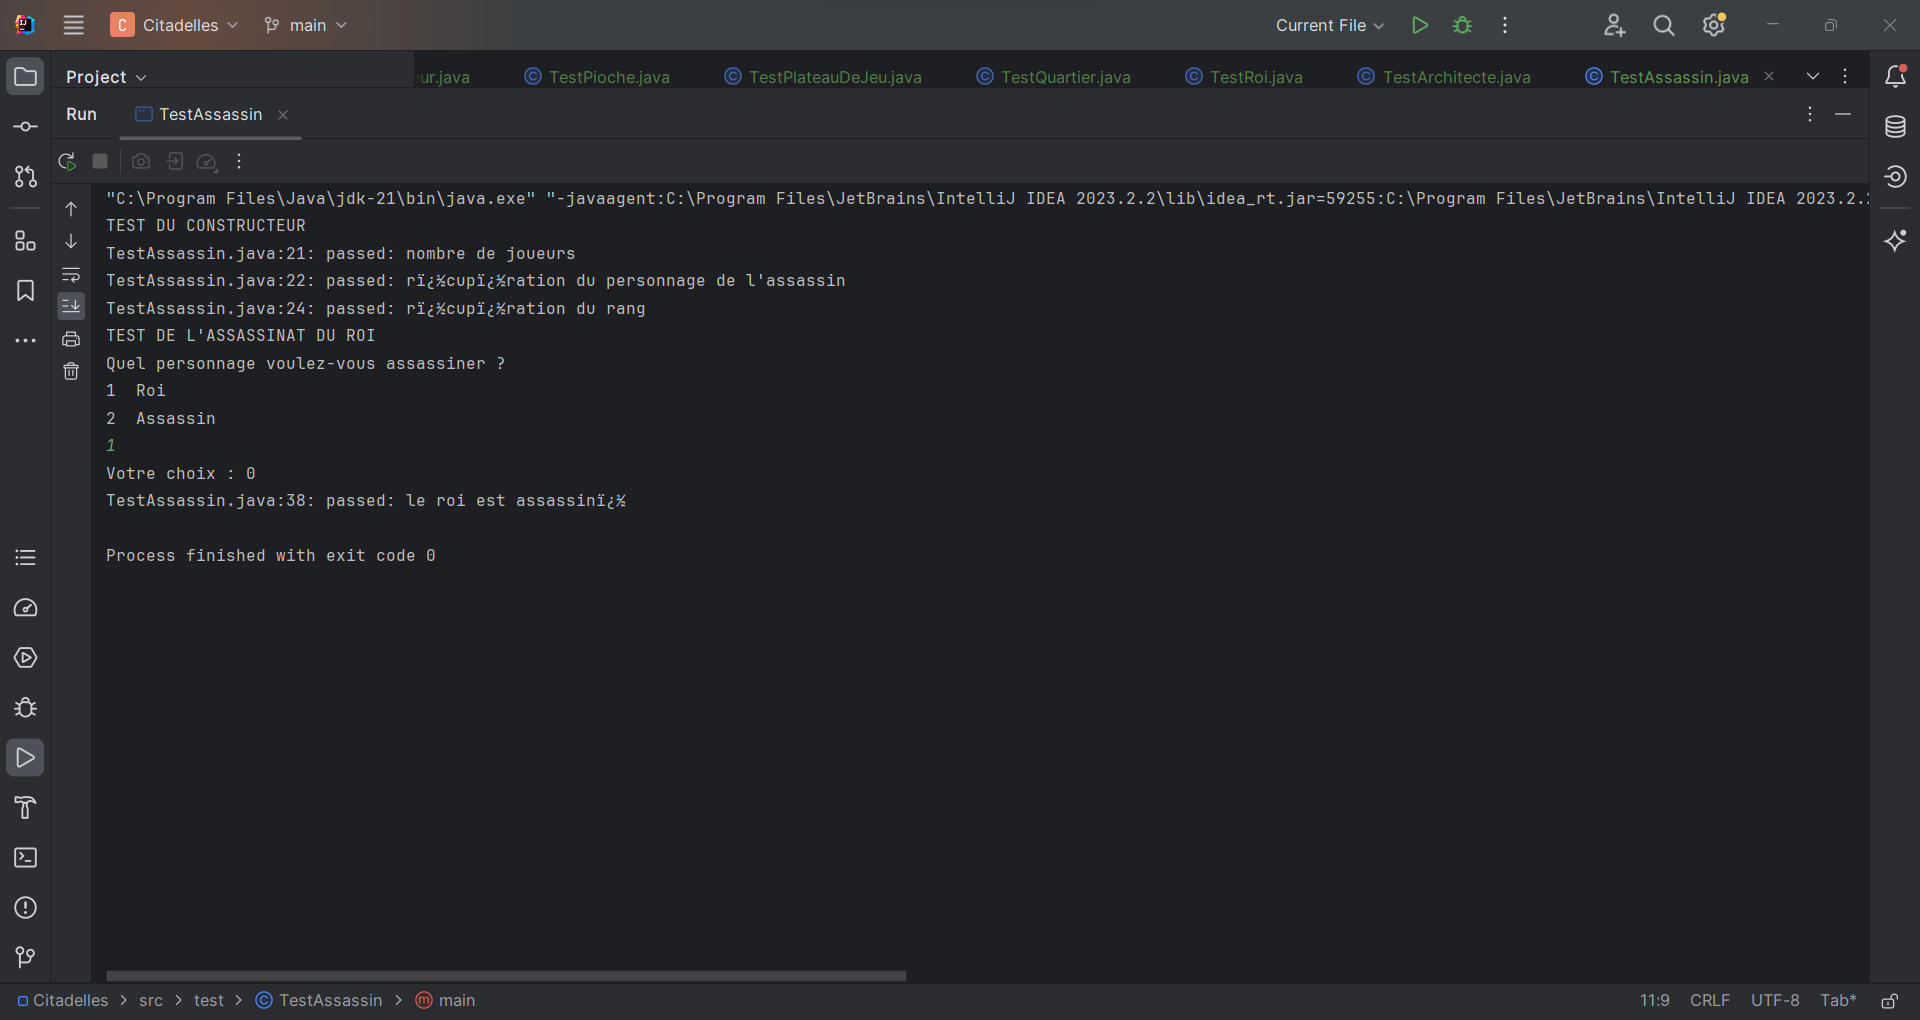 C Citadelles main Current File
Project ur.java TestPioche.java TestPlateauDeJeu.java TestQuartier.java TestRoi.java TestArchitecte.java TestAssassin.java
Run TestAssassin
"C:\Program Files\Java\jdk-21\bin\java.exe" "-javaagent:C:\Program Files\JetBrains\IntelliJ IDEA 2023.2.2\lib\idea_rt.jar=59255:C:\Program Files\JetBrains\IntelliJ IDEA 2023.2.
TEST DU CONSTRUCTEUR
TestAssassin.java:21: passed: nombre de joueurs
TestAssassin.java:22: passed: rï¿½cupï¿½ration du personnage de l'assassin
TestAssassin.java:24: passed: rï¿½cupï¿½ration du rang
TEST DE L'ASSASSINAT DU ROI
Quel personnage voulez-vous assassiner ?
1 Roi
2 Assassin
1
Votre choix : 0
TestAssassin.java:38: passed: le roi est assassinï¿½
Process finished with exit code 0
Citadelles > src > test > TestAssassin > main 11:9 CRLF UTF-8 Tab*